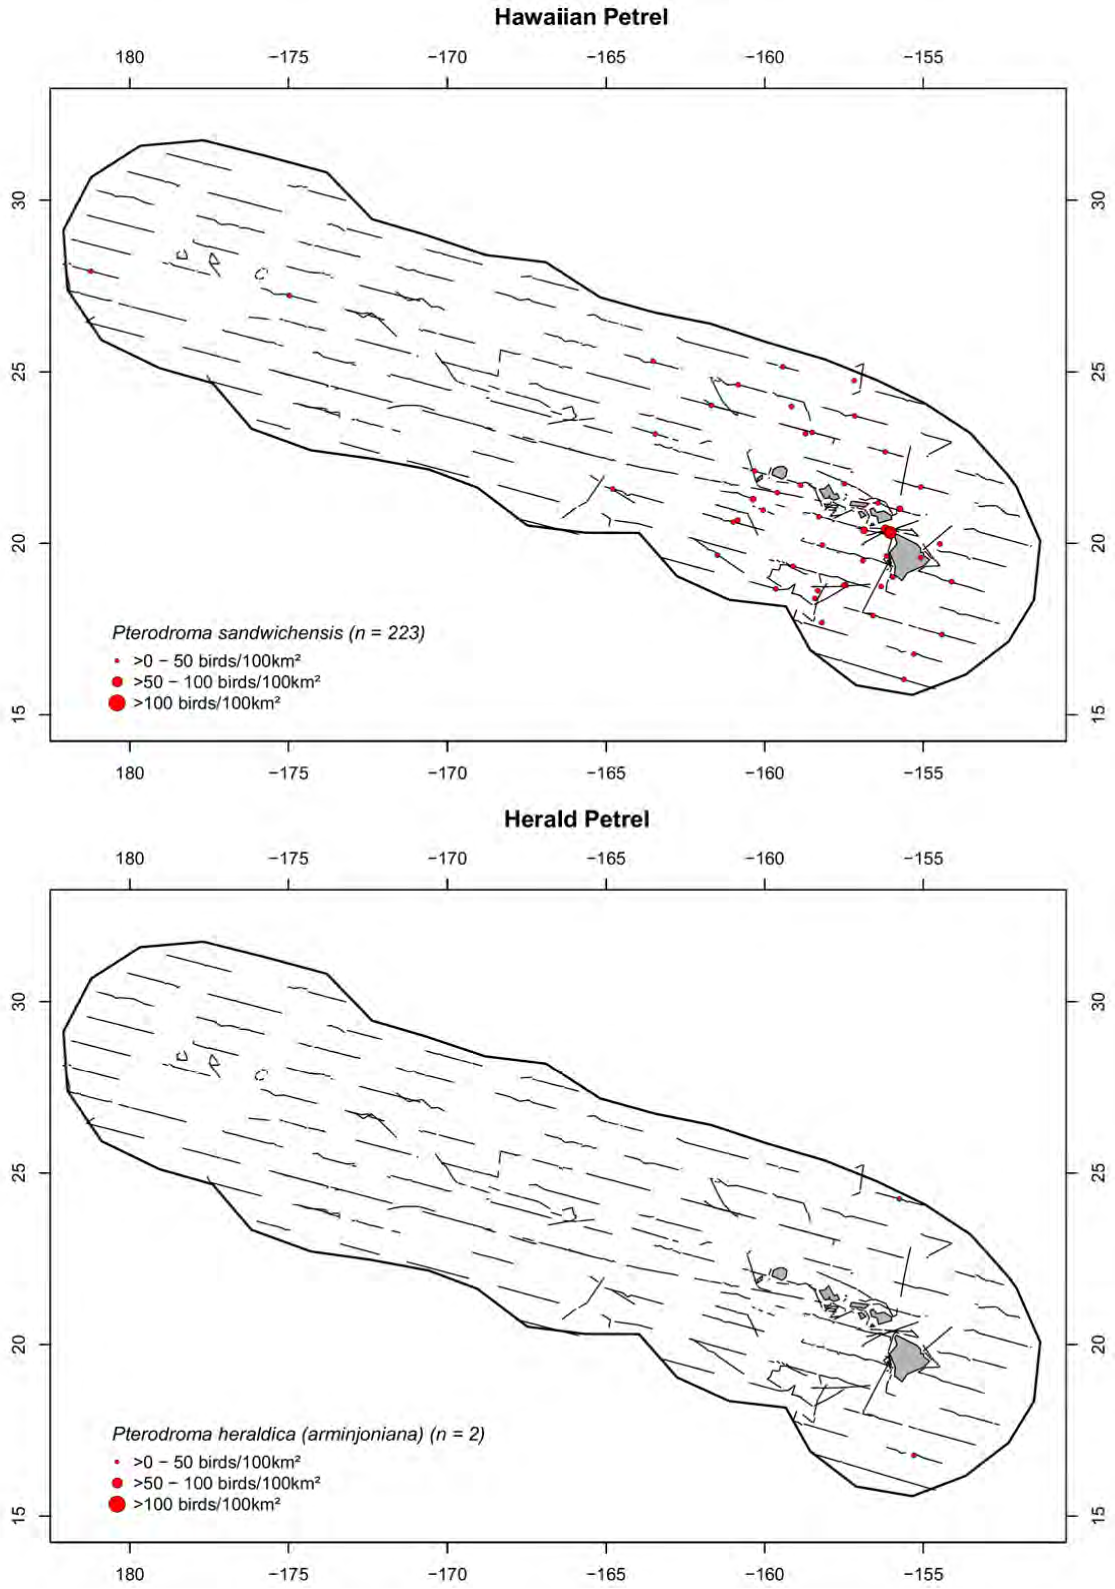 Hawaiian Petrel
180 −175 −170 −165 −160 −155
30 30
25 25
20 20
15 15
Pterodroma sandwichensis (n = 223)
>0 − 50 birds/100km²
>50 − 100 birds/100km²
>100 birds/100km²
180 −175 −170 −165 −160 −155
Herald Petrel
180 −175 −170 −165 −160 −155
30 30
25 25
20 20
15 15
Pterodroma heraldica (arminjoniana) (n = 2)
>0 − 50 birds/100km²
>50 − 100 birds/100km²
>100 birds/100km²
180 −175 −170 −165 −160 −155